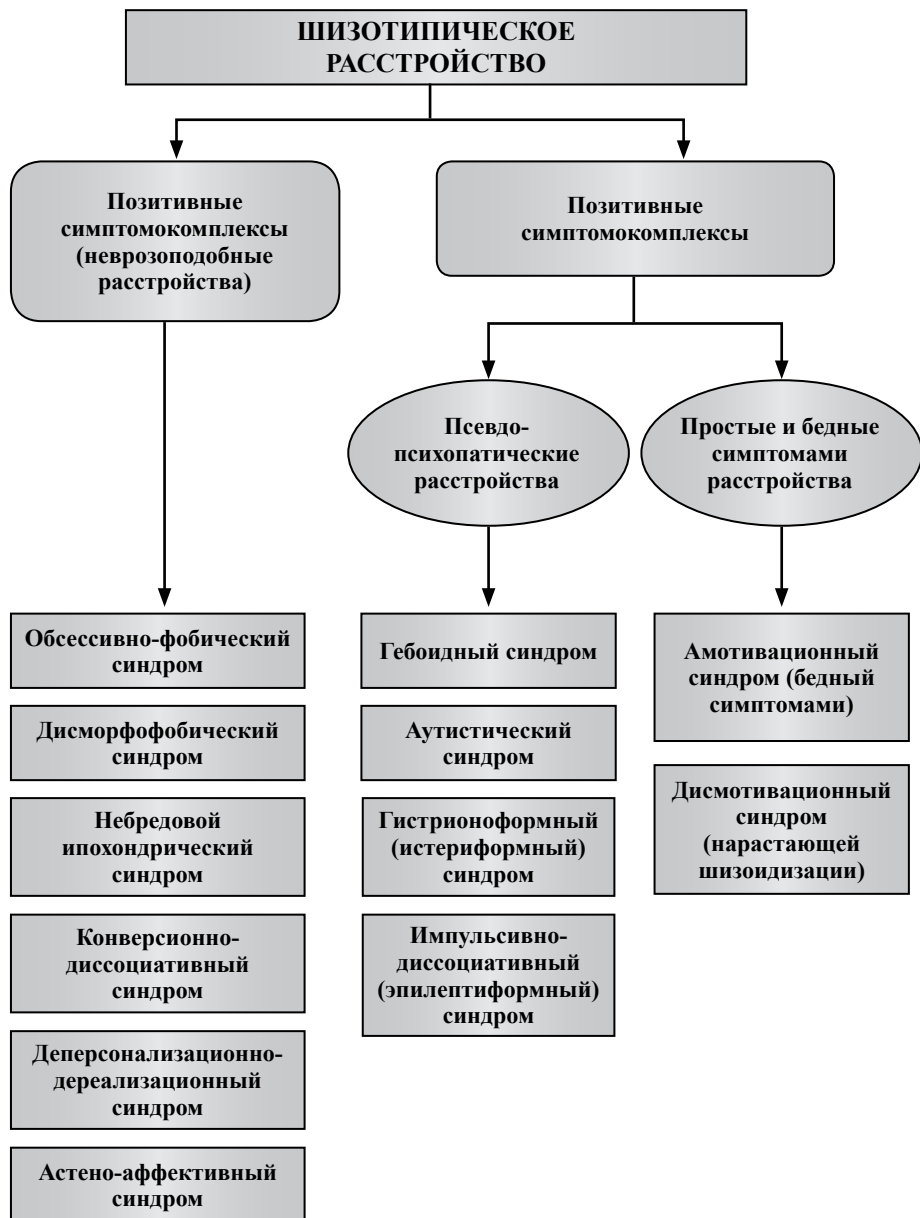 ШИЗОТИПИЧЕСКОЕ
РАССТРОЙСТВО
Позитивные
симптомокомплексы
(неврозоподобные
расстройства)
Позитивные
симптомокомплексы
Псевдо-
психопатические
расстройства
Простые и бедные
симптомами
расстройства
Обсессивно-фобический
синдром
Дисморфофобический
синдром
Небредовой
ипохондрический
синдром
Конверсионно-
диссоциативный
синдром
Деперсонализационно-
дереализационный
синдром
Астено-аффективный
синдром
Гебоидный синдром
Аутистический
синдром
Гистрионоформный
(истериформный)
синдром
Импульсивно-
диссоциативный
(эпилептиформный)
синдром
Амотивационный
синдром (бедный
симптомами)
Дисмотивационный
синдром
(нарастающей
шизоидизации)